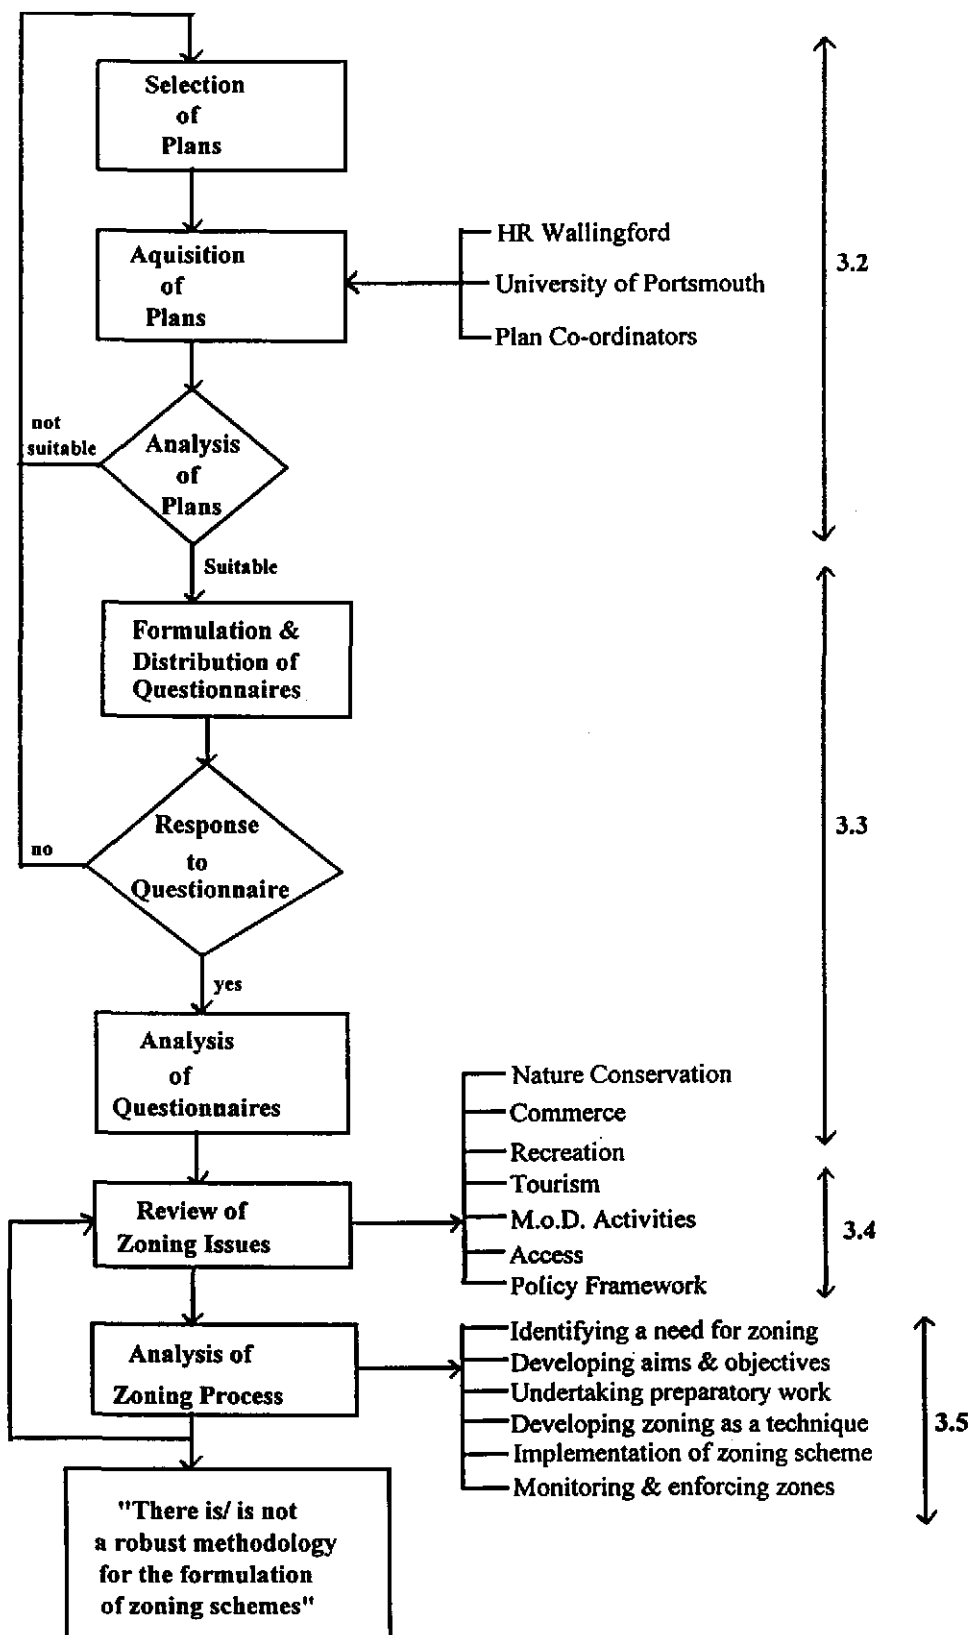 Selection
of
Plans
Aquisition
of
Plans
HR Wallingford
University of Portsmouth
Plan Co-ordinators
3.2
not
suitable
Analysis
of
Plans
Suitable
Formulation &
Distribution of
Questionnaires
Response
to
Questionnaire
no
3.3
yes
Analysis
of
Questionnaires
Nature Conservation
Commerce
Recreation
Tourism
M.o.D. Activities
Access
Policy Framework
Review of
Zoning Issues
3.4
Analysis of
Zoning Process
Identifying a need for zoning
Developing aims & objectives
Undertaking preparatory work
Developing zoning as a technique
Implementation of zoning scheme
Monitoring & enforcing zones
3.5
"There is/ is not
a robust methodology
for the formulation
of zoning schemes"